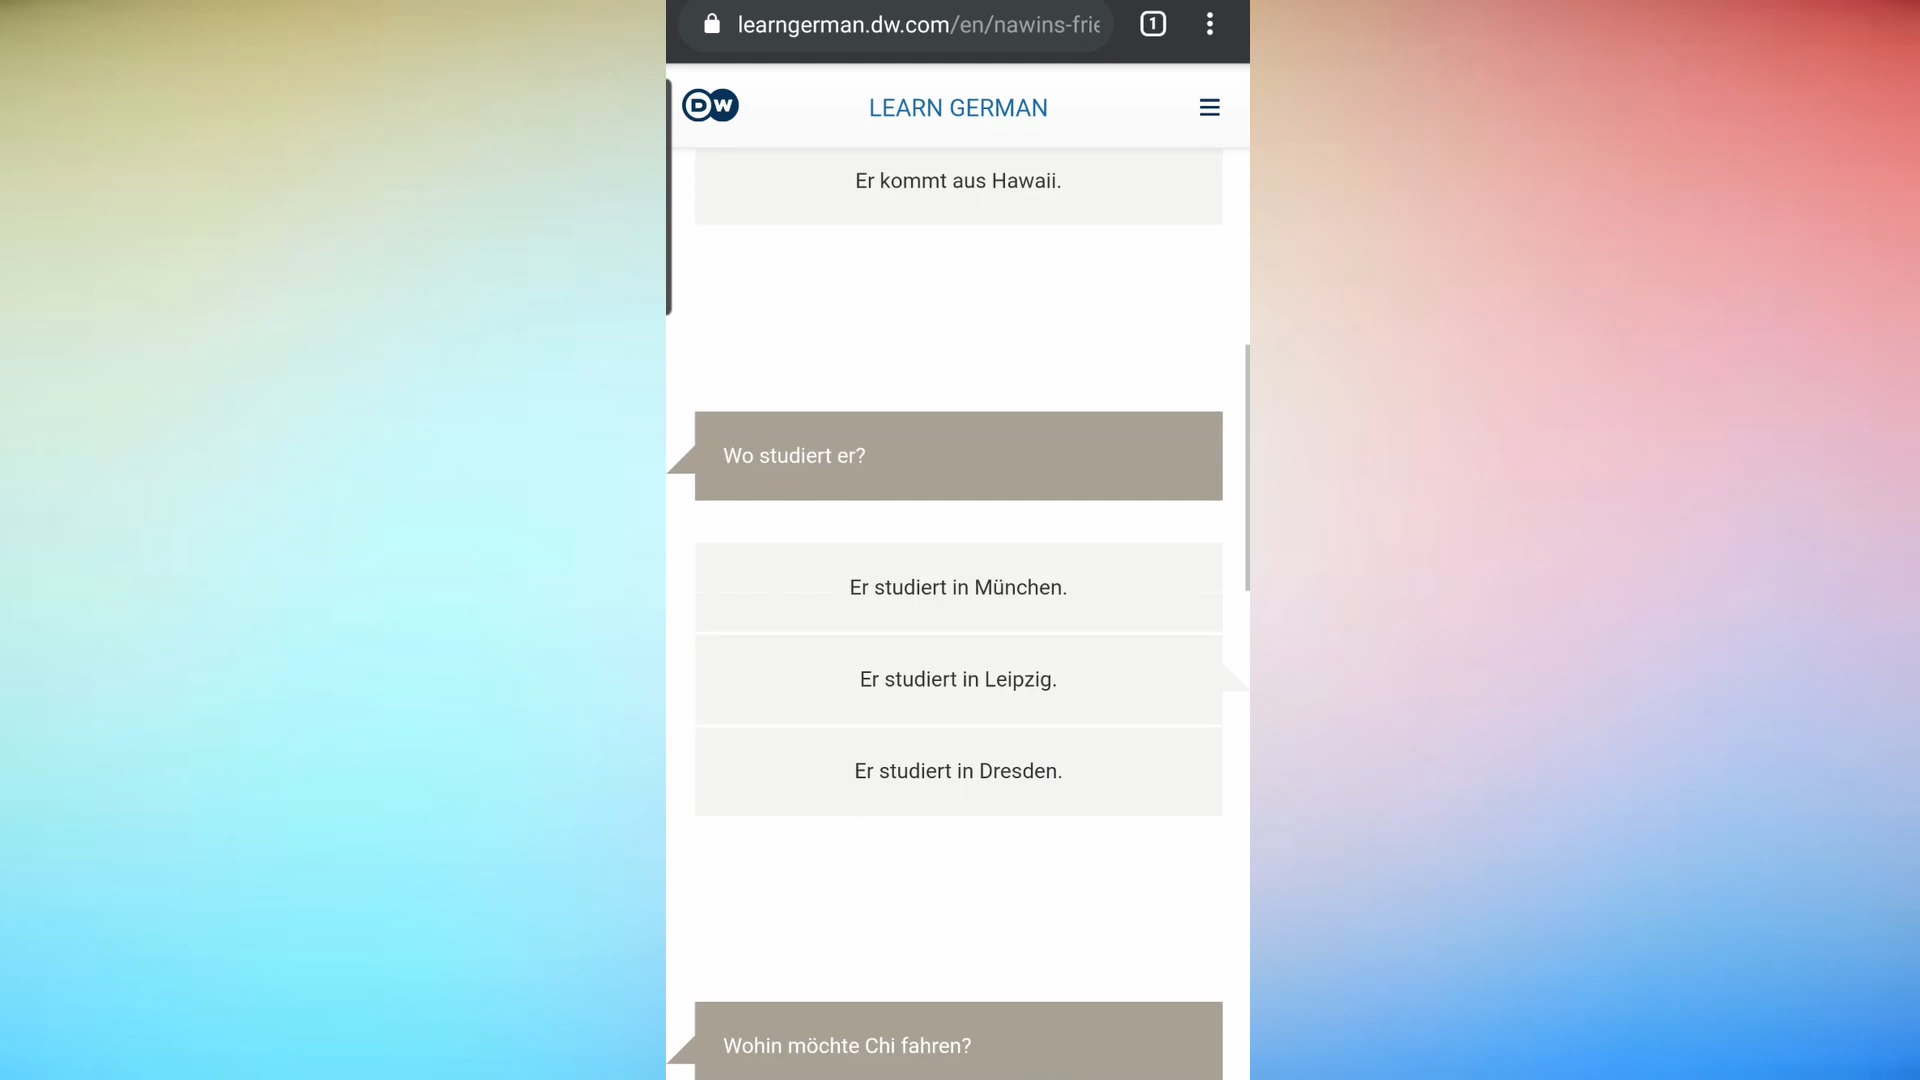 learngerman.dw.com/en/nawins-frie
1
DW
LEARN GERMAN
Er kommt aus Hawaii.
Wo studiert er?
Er studiert in München.
Er studiert in Leipzig.
Er studiert in Dresden.
Wohin möchte Chi fahren?